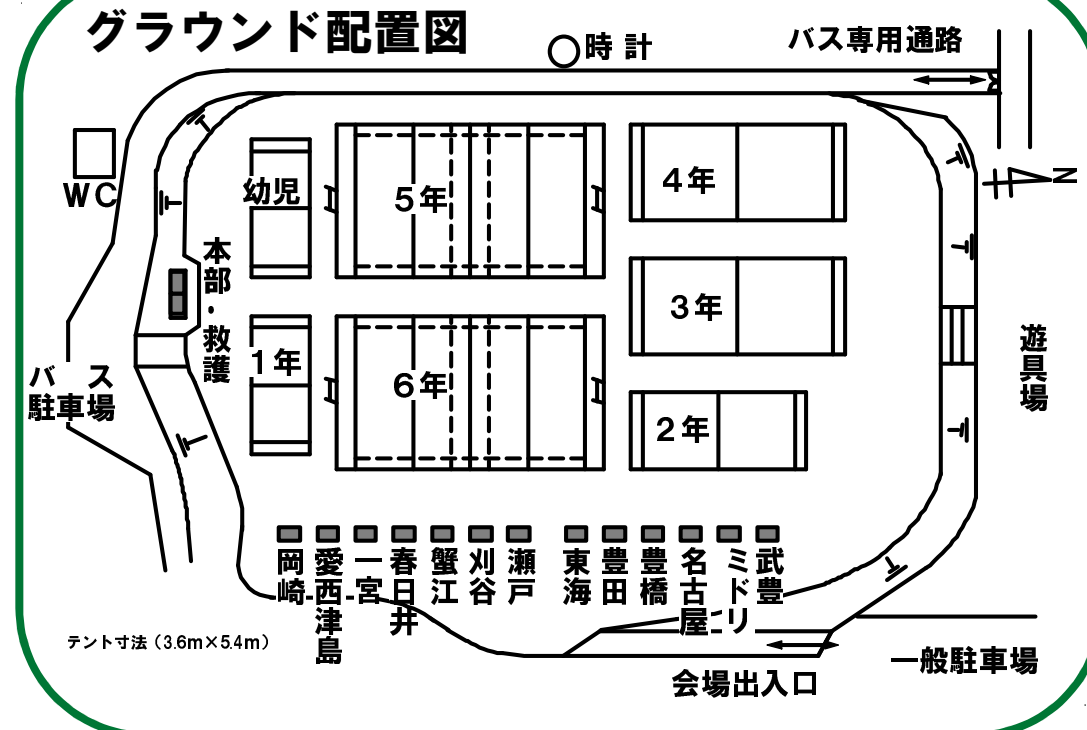 グラウンド配置図
時計
バス専用通路
WC
N
幼児
5年
4年
本部・救護
3年
1年
6年
2年
バス
駐車場
遊具場
岡崎
愛西津島
一宮
春日井
蟹江
刈谷
瀬戸
東海
豊田
豊橋
名古屋
ミドリ
武豊
テント寸法（3.6m×5.4m）
会場出入口
一般駐車場